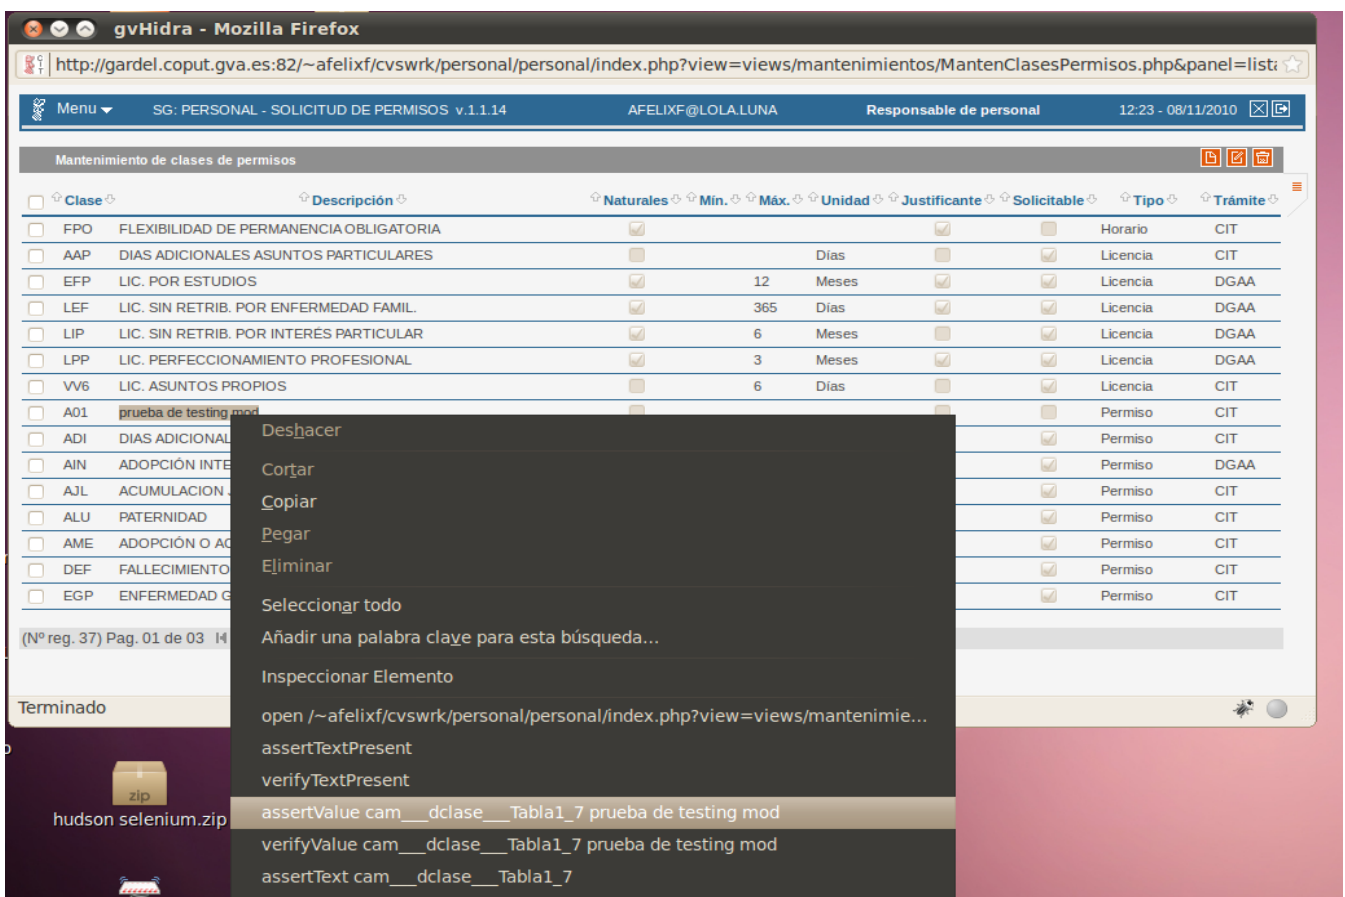 gvHidra - Mozilla Firefox
http://gardel.coput.gva.es:82/~afelixf/cvswrk/personal/personal/index.php?view=views/mantenimientos/MantenClasesPermisos.php&panel=lista
Menu SG: PERSONAL - SOLICITUD DE PERMISOS v.1.1.14 AFELIXF@LOLA.LUNA Responsable de personal 12:23 - 08/11/2010
Mantenimiento de clases de permisos
Clase Descripción Naturales Mín. Máx. Unidad Justificante Solicitable Tipo Trámite
FPO FLEXIBILIDAD DE PERMANENCIA OBLIGATORIA Horario CIT
AAP DIAS ADICIONALES ASUNTOS PARTICULARES Días Licencia CIT
EFP LIC. POR ESTUDIOS 12 Meses Licencia DGAA
LEF LIC. SIN RETRIB. POR ENFERMEDAD FAMIL. 365 Días Licencia DGAA
LIP LIC. SIN RETRIB. POR INTERÉS PARTICULAR 6 Meses Licencia DGAA
LPP LIC. PERFECCIONAMIENTO PROFESIONAL 3 Meses Licencia DGAA
VV6 LIC. ASUNTOS PROPIOS 6 Días Licencia CIT
A01 prueba de testing mod Permiso CIT
ADI DIAS ADICIONAL Permiso CIT
AIN ADOPCIÓN INTE Permiso DGAA
AJL ACUMULACION Permiso CIT
ALU PATERNIDAD Permiso CIT
AME ADOPCIÓN O AC Permiso CIT
DEF FALLECIMIENTO Permiso CIT
EGP ENFERMEDAD G Permiso CIT
(Nº reg. 37) Pag. 01 de 03
Deshacer
Cortar
Copiar
Pegar
Eliminar
Seleccionar todo
Añadir una palabra clave para esta búsqueda...
Inspeccionar Elemento
open /~afelixf/cvswrk/personal/personal/index.php?view=views/mantenimie...
assertTextPresent
verifyTextPresent
assertValue cam___dclase___Tabla1_7 prueba de testing mod
verifyValue cam___dclase___Tabla1_7 prueba de testing mod
assertText cam___dclase___Tabla1_7
Terminado
zip
hudson selenium.zip